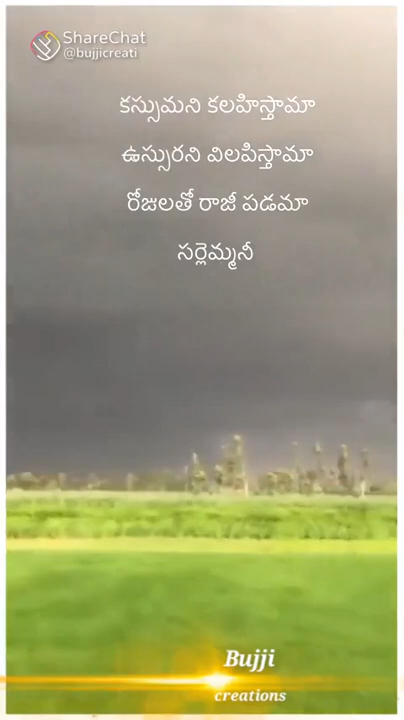 ShareChat
@bujjicreati
కస్సుమని కలహిస్తామా
ఉస్సురని విలపిస్తామా
రోజులతో రాజీ పడమా
సర్లెమ్మనీ
Bujji
creations